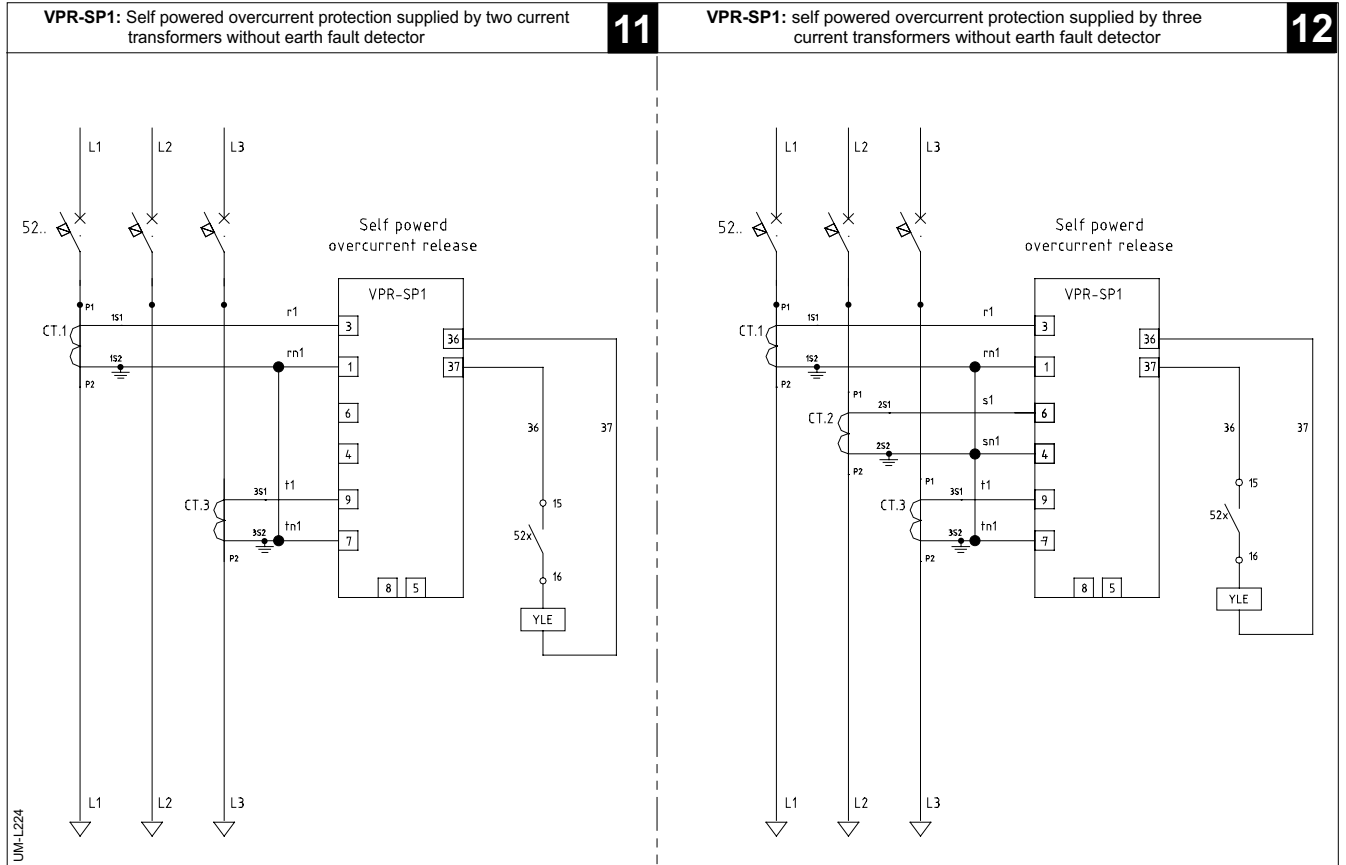 VPR-SP1: Self powered overcurrent protection supplied by two current
transformers without earth fault detector
11
L1
L2
L3
52..
Self powerd
overcurrent release
VPR-SP1
P1
1S1
r1
3
CT.1
36
1S2
rn1
1
37
P2
6
36
37
4
3S1
t1
9
CT.3
15
3S2
tn1
7
52x
P2
16
8
5
YLE
L1
L2
L3
UM-L224
VPR-SP1: self powered overcurrent protection supplied by three
current transformers without earth fault detector
12
L1
L2
L3
52..
Self powerd
overcurrent release
VPR-SP1
P1
1S1
r1
3
CT.1
36
1S2
rn1
1
37
P2
P1
2S1
s1
6
CT.2
36
37
2S2
sn1
4
P2
P1
3S1
t1
9
15
CT.3
52x
3S2
tn1
7
P2
16
8
5
YLE
L1
L2
L3